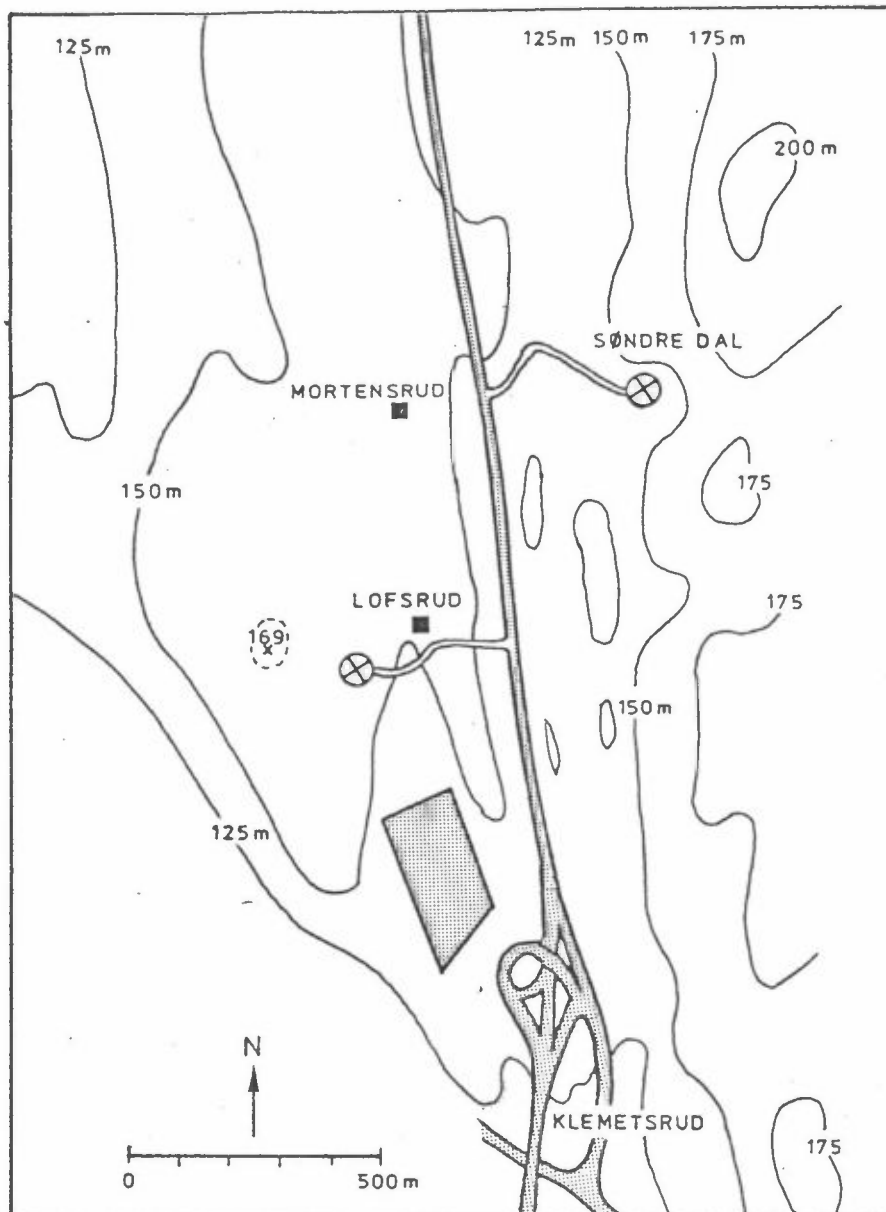 125m
125m 150m 175m
200m
SØNDRE DAL
MORTENSRUD
150m
175
LOFSRUD
175
169
x
150m
125m
N
KLEMETSRUD
175
0 500m